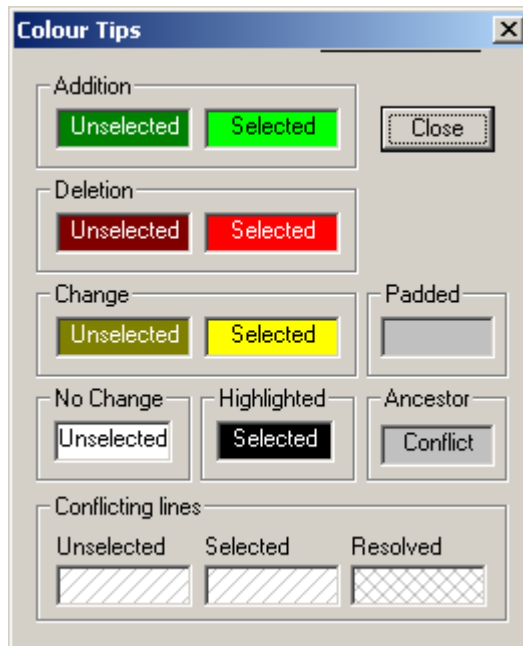 Colour Tips
Addition
Unselected Selected
Close
Deletion
Unselected Selected
Change
Unselected Selected
Padded
No Change
Unselected
Highlighted
Selected
Ancestor
Conflict
Conflicting lines
Unselected Selected Resolved